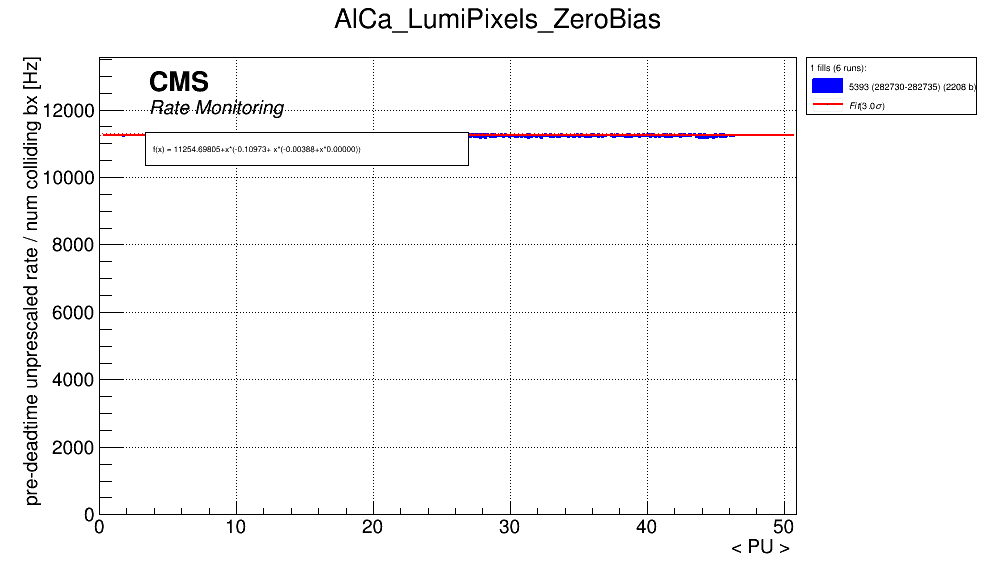 AlCa_LumiPixels_ZeroBias
pre-deadtime unprescaled rate / num colliding bx [Hz]
CMS
Rate Monitoring
f(x) = 11254.69805+x*(-0.10973+ x*(-0.00388+x*0.00000))
12000
10000
8000
6000
4000
2000
0
0 10 20 30 40 50
< PU >
1 fills (6 runs):
5393 (282730-282735) (2208 b)
Fit(3.0σ)